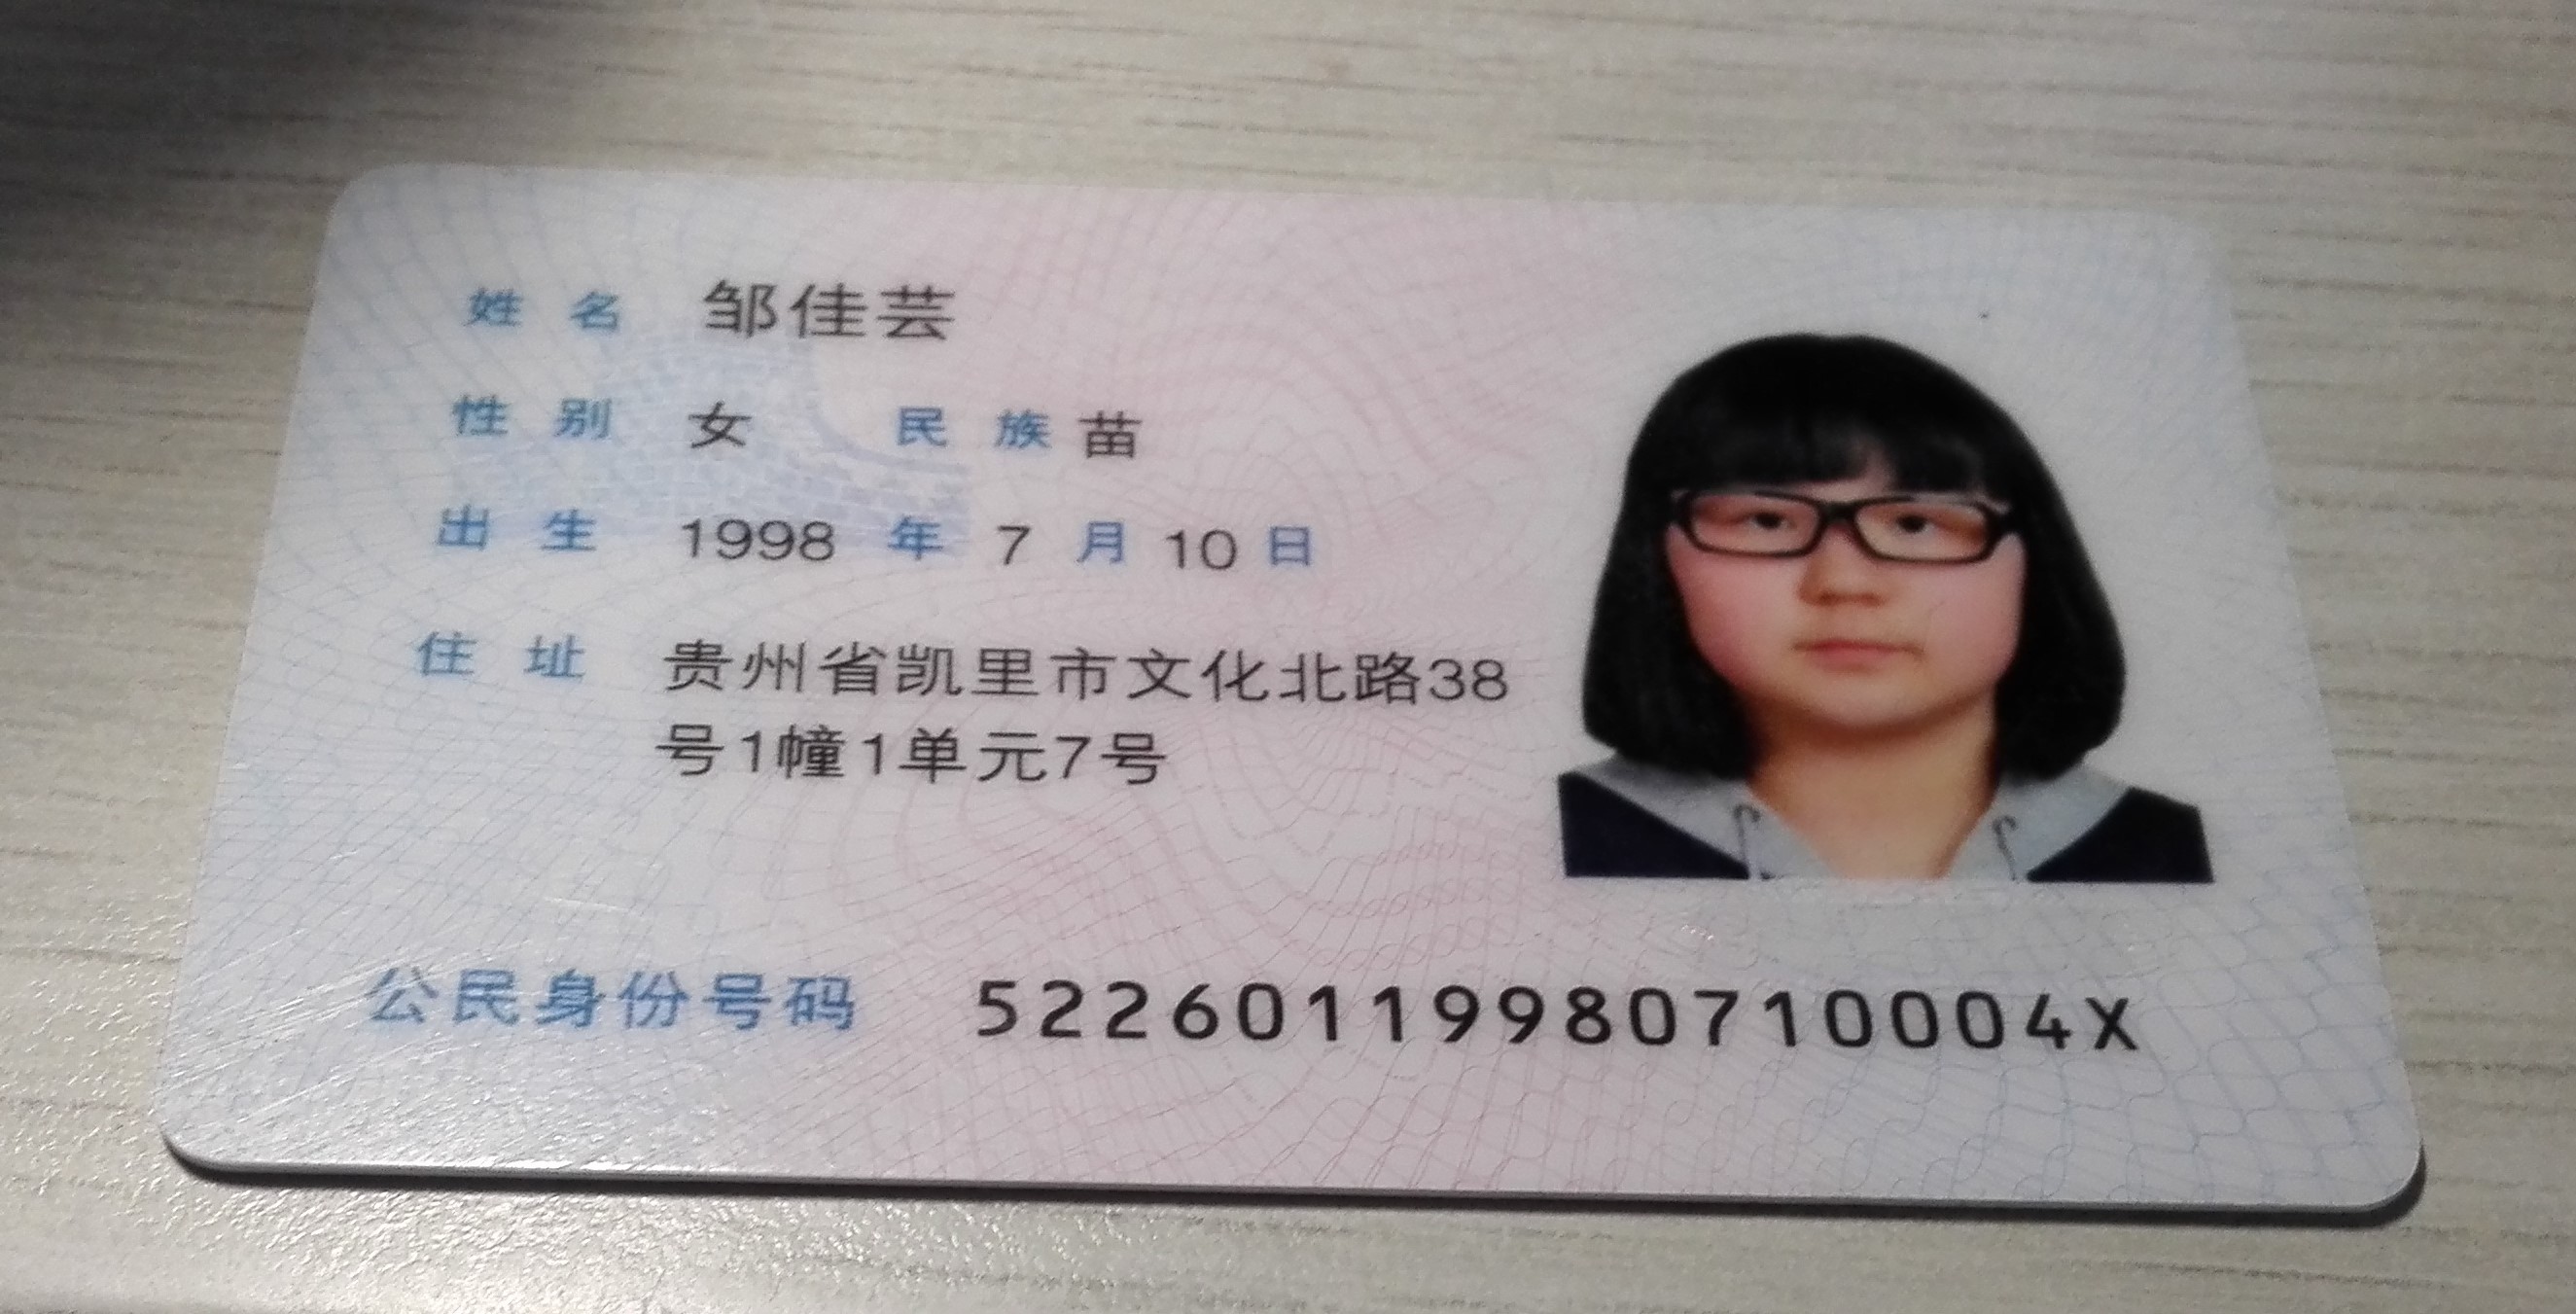 姓名 邹佳芸
性别 女 民族 苗
出生 1998 年 7 月 10 日
住址 贵州省凯里市文化北路38
号1幢1单元7号
公民身份号码 52260119980710004X